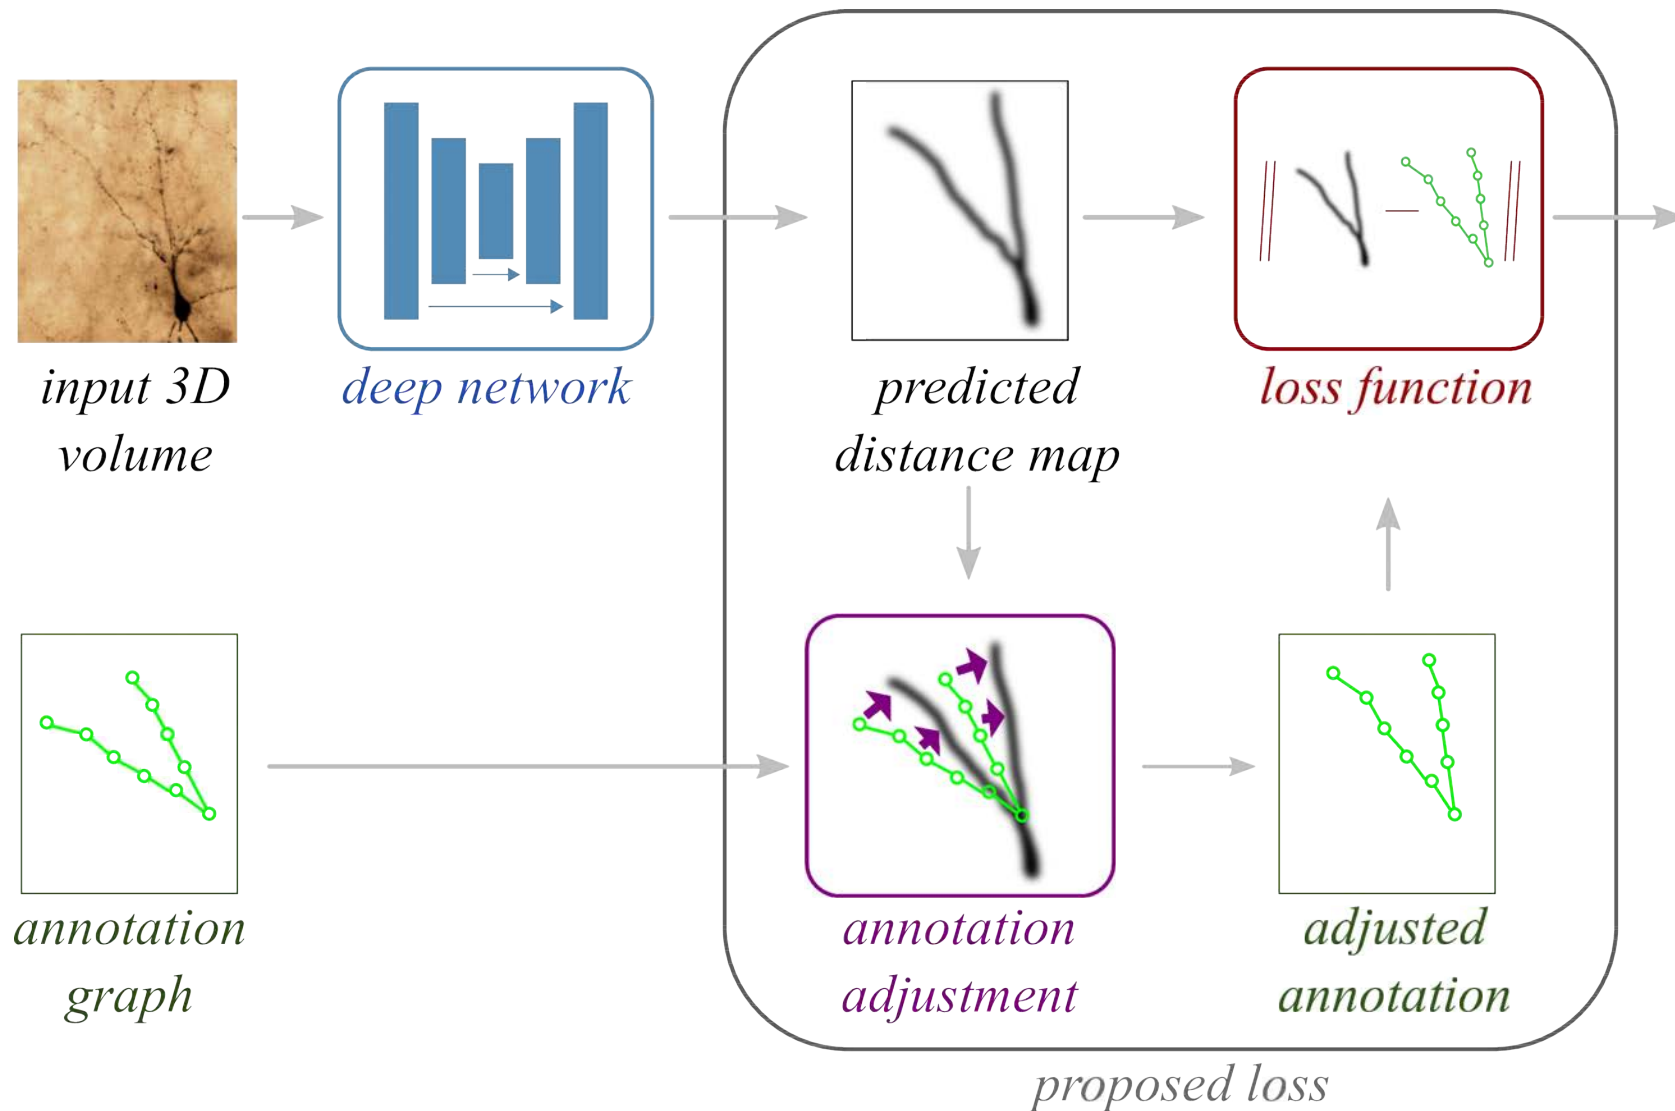 input 3D
volume
deep network
predicted
distance map
loss function
annotation
graph
annotation
adjustment
adjusted
annotation
proposed loss